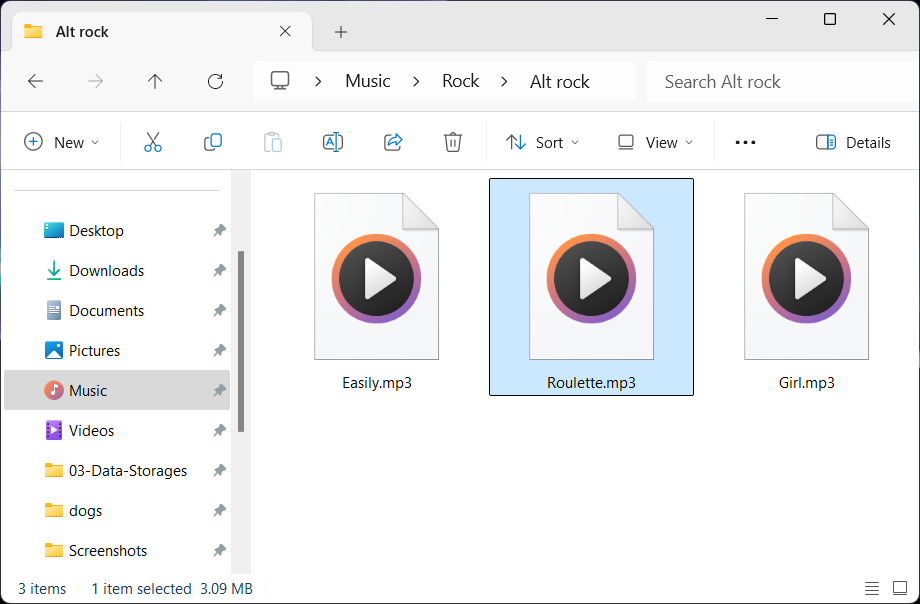 Alt rock
Music Rock Alt rock
Search Alt rock
New
A
Sort
View
Details
Desktop
Downloads
Documents
Pictures
Music
Videos
03-Data-Storages
dogs
Screenshots
Easily.mp3
Roulette.mp3
Girl.mp3
3 items 1 item selected 3.09 MB